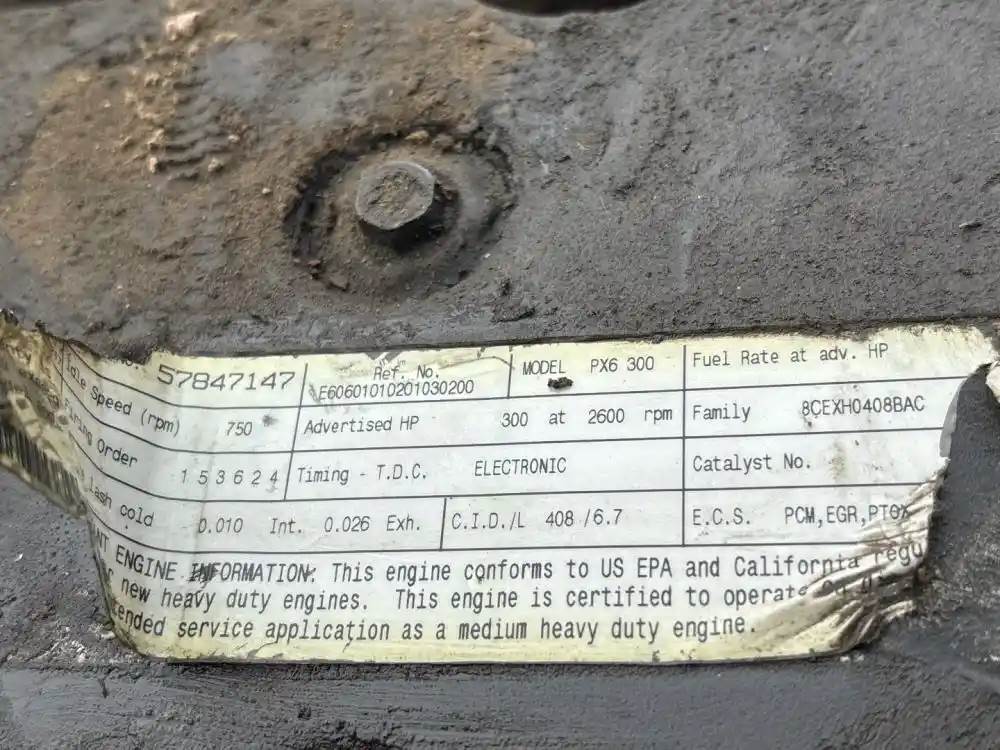 57847147 Ref. No. E60601010201030200 MODEL PX6 300 Fuel Rate at adv. HP
Idle Speed (rpm) 750 Advertised HP 300 at 2600 rpm Family 8CEXH0408BAC
Firing Order 1 5 3 6 2 4 Timing - T.D.C. ELECTRONIC Catalyst No.
Lash cold 0.010 Int. 0.026 Exh. C.I.D./L 408 /6.7 E.C.S. PCM,EGR,PTOX
ENGINE INFORMATION: This engine conforms to US EPA and California
new heavy duty engines. This engine is certified to operate
service application as a medium heavy duty engine.